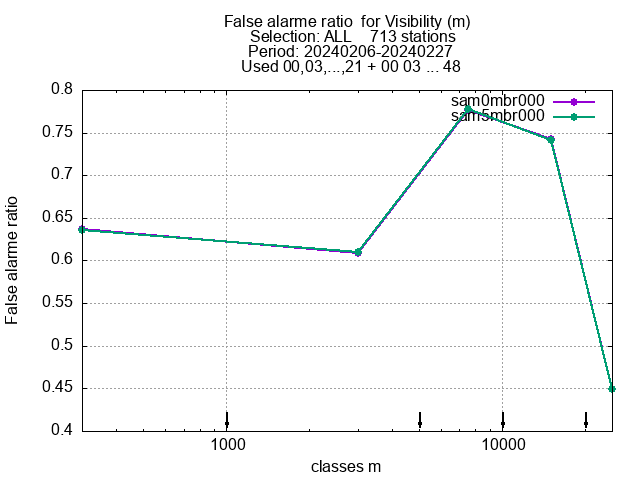 False alarme ratio  for Visibility (m)
Selection: ALL    713 stations
Period: 20240206-20240227
Used 00,03,...,21 + 00 03 ... 48
sam0mbr000
sam5mbr000
0.8
0.75
0.7
0.65
0.6
0.55
0.5
0.45
0.4
False alarme ratio
1000
10000
classes m